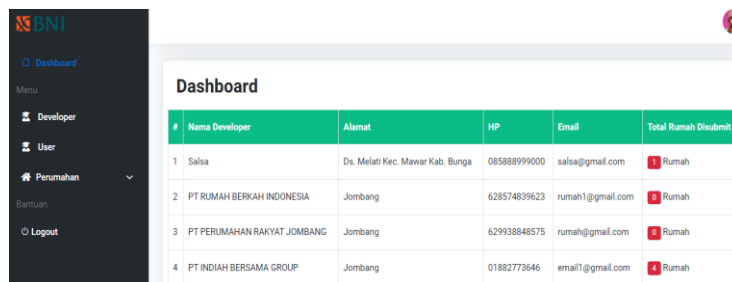 BNI
Dashboard
Menu
Developer
User
Perumahan
Bantuan
Logout
Dashboard
# Nama Developer Alamat HP Email Total Rumah Disubmit
1 Salsa Ds. Melati Kec. Mawar Kab. Bunga 085888999000 salsa@gmail.com 1 Rumah
2 PT RUMAH BERKAH INDONESIA Jombang 628574839623 rumah1@gmail.com 0 Rumah
3 PT PERUMAHAN RAKYAT JOMBANG Jombang 629938848575 rumah@gmail.com 0 Rumah
4 PT INDIAH BERSAMA GROUP Jombang 01882773646 email1@gmail.com 4 Rumah